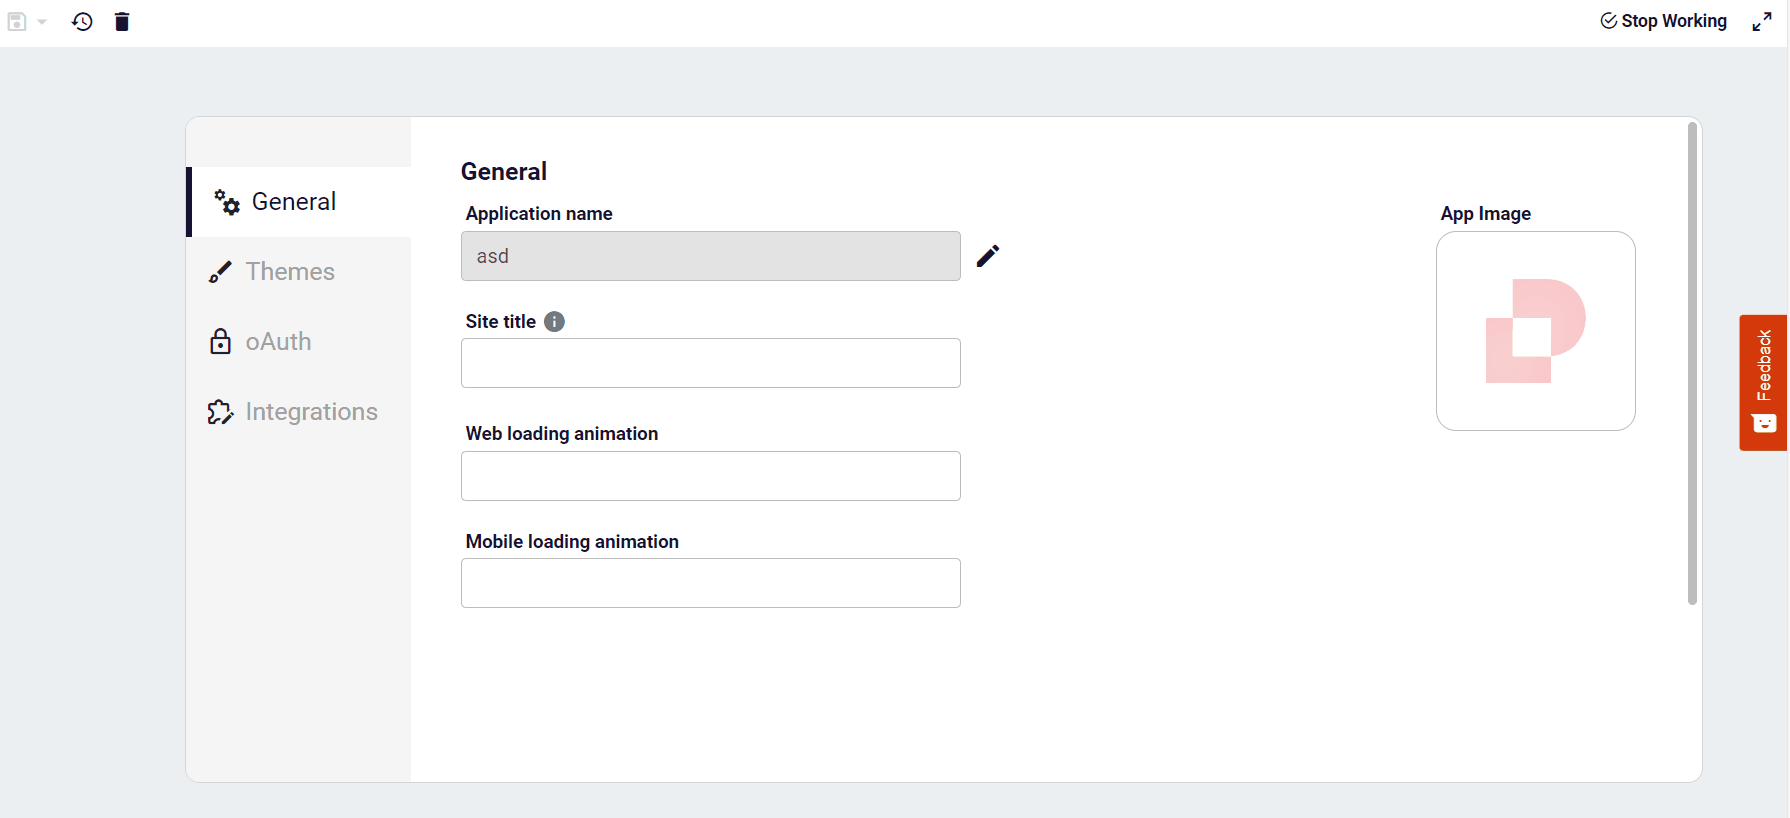 Stop Working
General
Themes
oAuth
Integrations
General
Application name
asd
Site title
Web loading animation
Mobile loading animation
App Image
Feedback